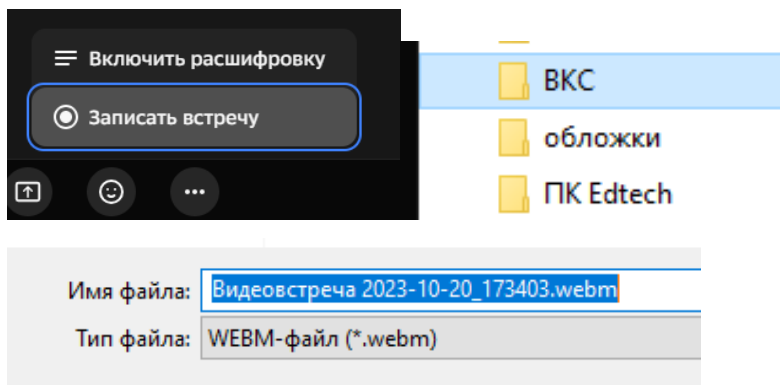 Включить расшифровку
Записать встречу
ВКС
обложки
ПК Edtech
Имя файла: Видеовстреча 2023-10-20_173403.webm
Тип файла: WEBM-файл (*.webm)